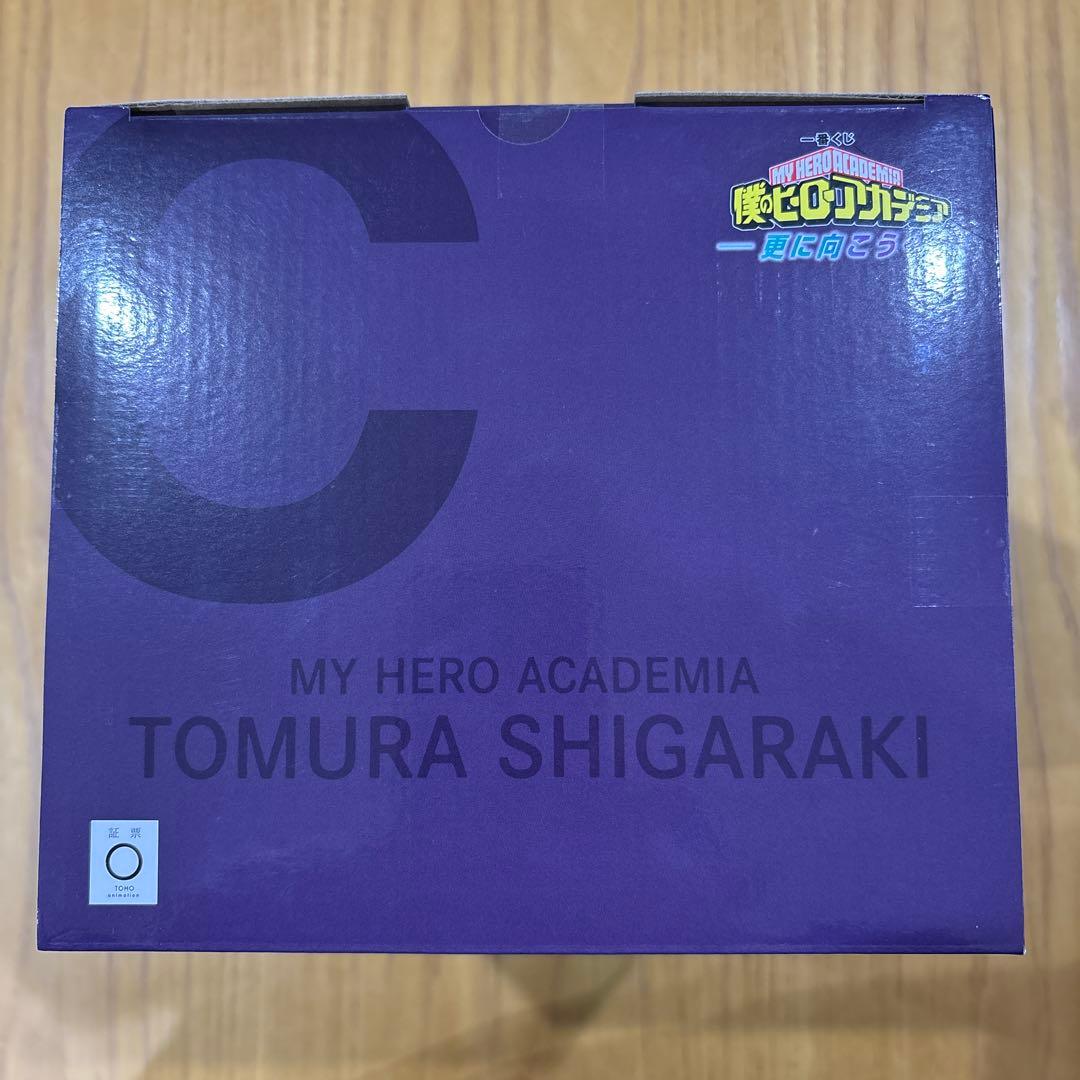 C
一番くじ
MY HERO ACADEMIA
僕のヒーローアカデミア
更に向こう
MY HERO ACADEMIA
TOMURA SHIGARAKI
証 票
TOHO
animation